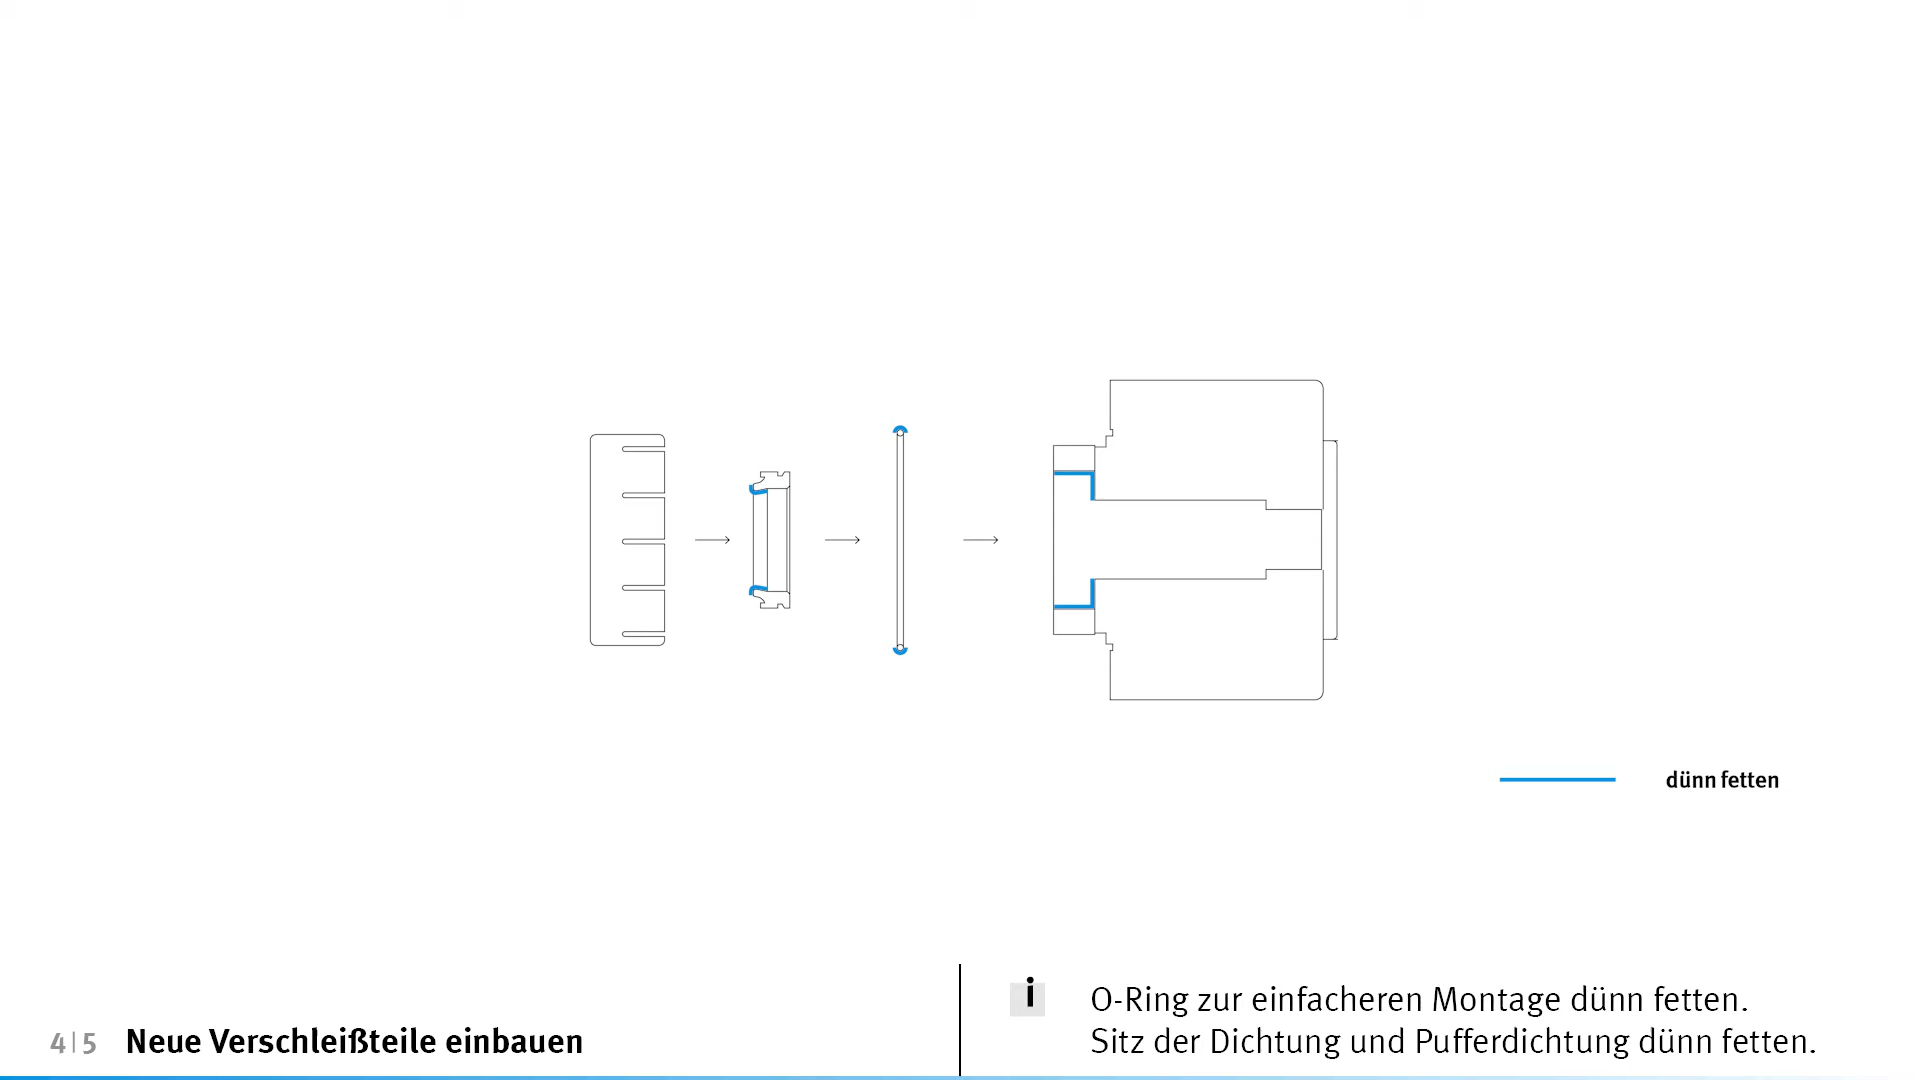 dünn fetten
4|5 Neue Verschleißteile einbauen
i
O-Ring zur einfacheren Montage dünn fetten.
Sitz der Dichtung und Pufferdichtung dünn fetten.